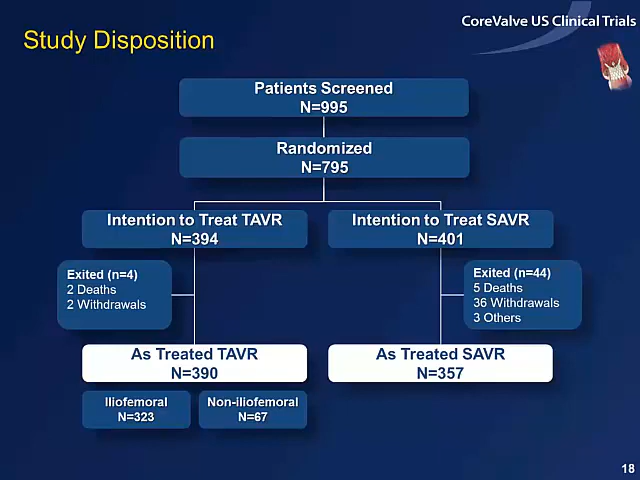 CoreValve US Clinical Trials
Study Disposition
Patients Screened
N=995
Randomized
N=795
Intention to Treat TAVR
N=394
Intention to Treat SAVR
N=401
Exited (n=4)
2 Deaths
2 Withdrawals
Exited (n=44)
5 Deaths
36 Withdrawals
3 Others
As Treated TAVR
N=390
As Treated SAVR
N=357
Iliofemoral
N=323
Non-iliofemoral
N=67
18